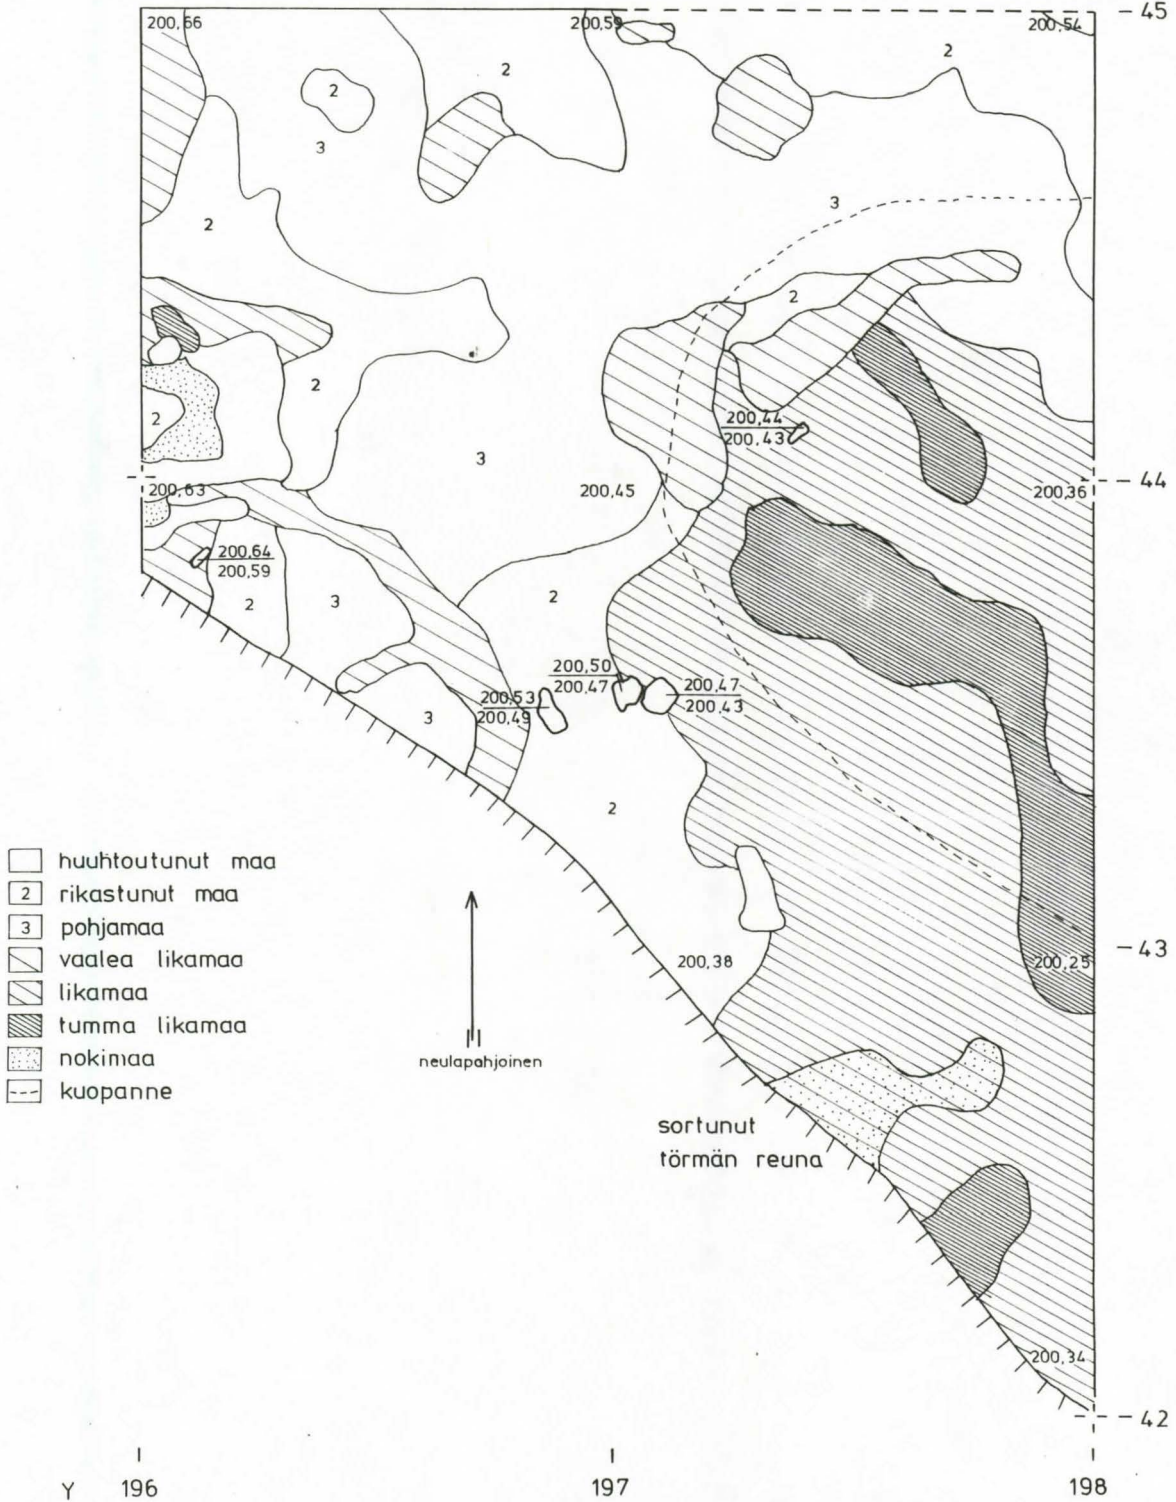 200,66 200,59 200,54 45
2
2
2
3
3
2
2
2
200,44
200,43
2
3
200,63 200,45 200,36 44
200,64
200,59
2 3 2
200,50
200,47
200,47
200,43
200,53
200,49
3
2
huuhtoutunut maa
2 rikastunut maa
3 pohjamaa
vaalea likamaa
likamaa
tumma likamaa
nokimaa
kuopanne
neulapohjoinen
200,38 200,25 43
sortunut
törmän reuna
200,34
42
Y 196 197 198